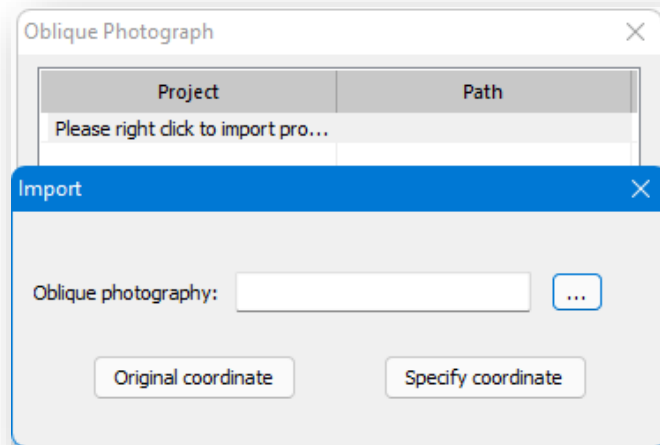 Oblique Photograph
Project Path
Please right click to import pro...
Import
Oblique photography: ...
Original coordinate Specify coordinate